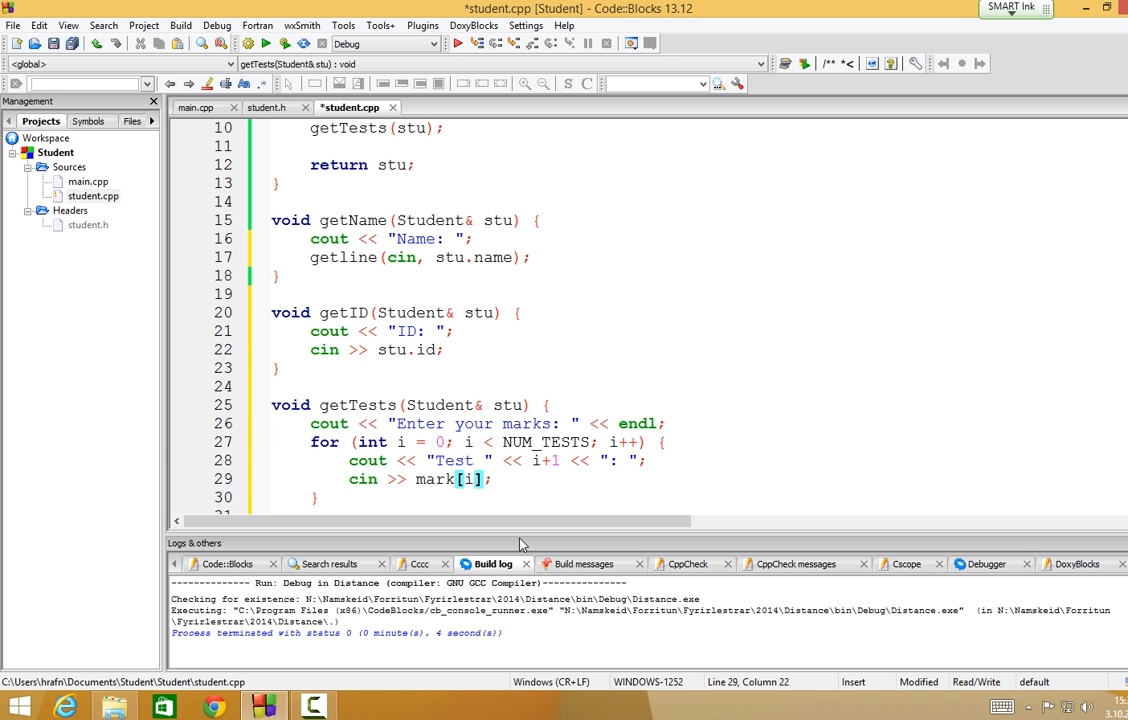 *student.cpp [Student] - Code::Blocks 13.12
SMART Ink
File Edit View Search Project Build Debug Fortran wxSmith Tools Tools+ Plugins DoxyBlocks Settings Help
Debug
<global> getTests(Student& stu) : void
/** *<
S C
Management
main.cpp student.h *student.cpp
Projects Symbols Files
Workspace
Student
Sources
main.cpp
student.cpp
Headers
student.h
10 getTests(stu);
11
12 return stu;
13 }
14
15 void getName(Student& stu) {
16 cout << "Name: ";
17 getline(cin, stu.name);
18 }
19
20 void getID(Student& stu) {
21 cout << "ID: ";
22 cin >> stu.id;
23 }
24
25 void getTests(Student& stu) {
26 cout << "Enter your marks: " << endl;
27 for (int i = 0; i < NUM_TESTS; i++) {
28 cout << "Test " << i+1 << ": ";
29 cin >> mark[i];
30 }
Logs & others
Code::Blocks Search results Cccc Build log Build messages CppCheck CppCheck messages Cscope Debugger DoxyBlocks
-------------- Run: Debug in Distance (compiler: GNU GCC Compiler)---------------
Checking for existence: N:\Namskeid\Forritun\Fyrirlestrar\2014\Distance\bin\Debug\Distance.exe
Executing: "C:\Program Files (x86)\CodeBlocks/cb_console_runner.exe" "N:\Namskeid\Forritun\Fyrirlestrar\2014\Distance\bin\Debug\Distance.exe" (in N:\Namskeid\Forritun
\Fyrirlestrar\2014\Distance\.)
Process terminated with status 0 (0 minute(s), 4 second(s))
C:\Users\hrafn\Documents\Student\Student\student.cpp Windows (CR+LF) WINDOWS-1252 Line 29, Column 22 Insert Modified Read/Write default